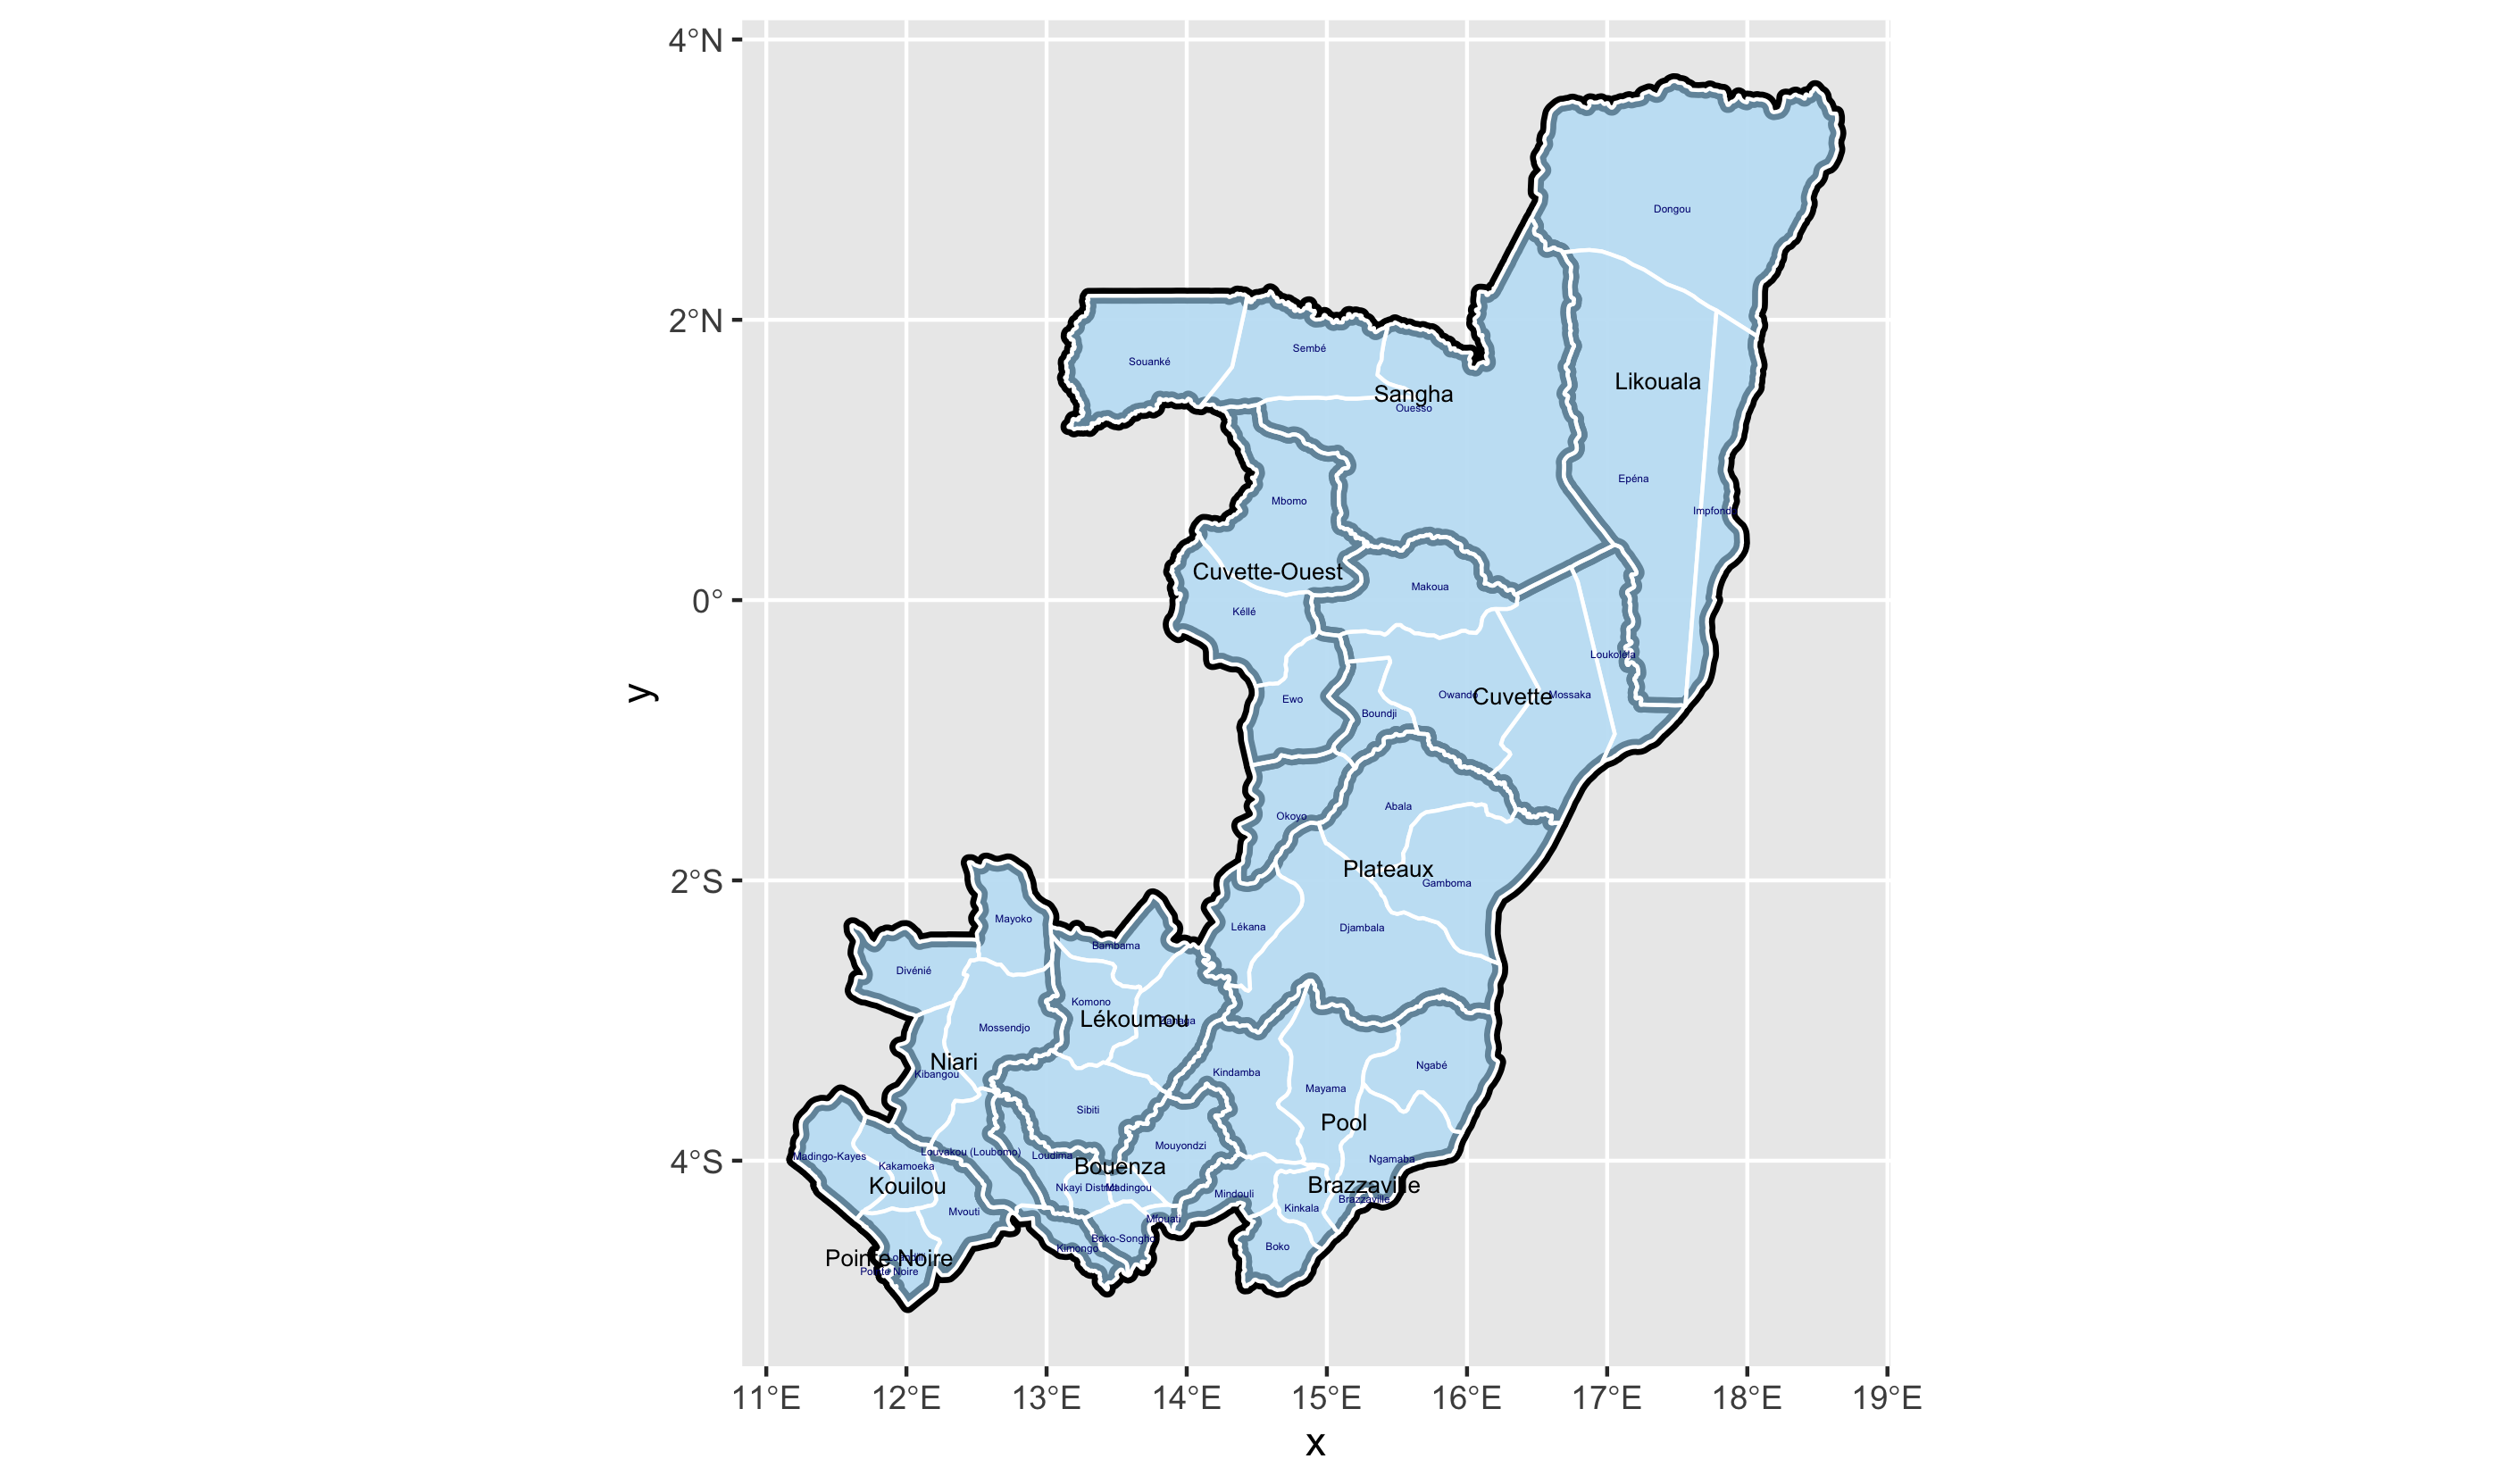 4°N
Dongou
2°N
Sembé
Souanké
Likouala
Sangha
Ouesso
Epéna
Mbomo
Impfond
Cuvette-Ouest
Makoua
0°
Kéllé
Loukoléla
y
Owando
Cuvette
Mossaka
Ewo
Boundji
Abala
Okoyo
Plateaux
2°S
Gamboma
Mayoko
Lékana
Djambala
Bambama
Divénié
Komono
Lékoumou
Zanaga
Mossendjo
Niari
Ngabé
Kibangou
Kindamba
Mayama
Sibiti
Pool
Mouyondzi
Louvakou (Loubomo)
Loudima
Madingo-Kayes
4°S
Ngamaba
Kakamoeka
Bouenza
Kouilou
Brazzaville
Nkayi District
Madingou
Mindouli
Brazzaville
Kinkala
Mvouti
Mfouati
Boko-Songho
Kimongo
Boko
Pointe Noire
Pointe Noire
11°E 12°E 13°E 14°E 15°E 16°E 17°E 18°E 19°E
x